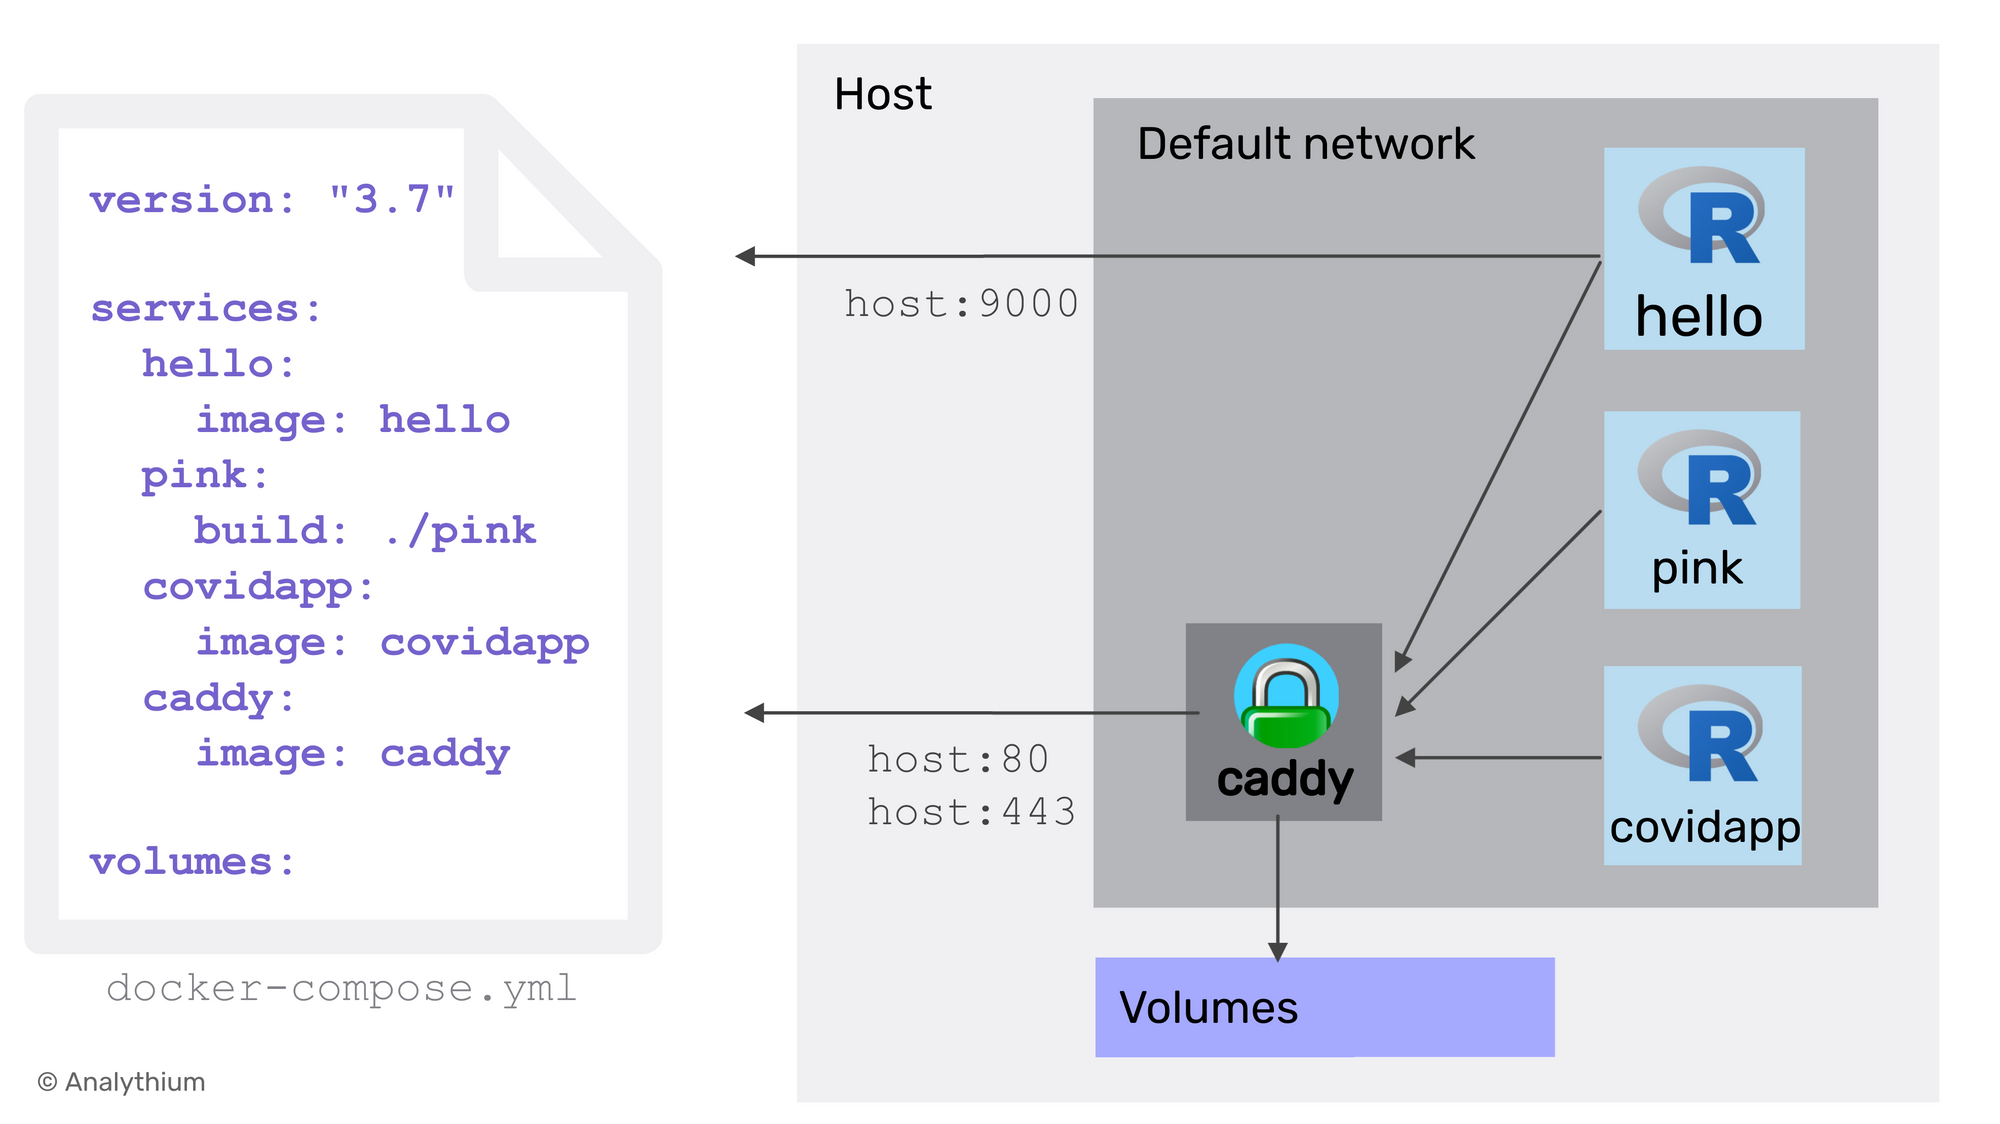 version: "3.7"
services:
hello:
image: hello
pink:
build: ./pink
covidapp:
image: covidapp
caddy:
image: caddy
volumes:
docker-compose.yml
© Analythium
Host
Default network
R
hello
host:9000
R
pink
caddy
host:80
host:443
R
covidapp
Volumes